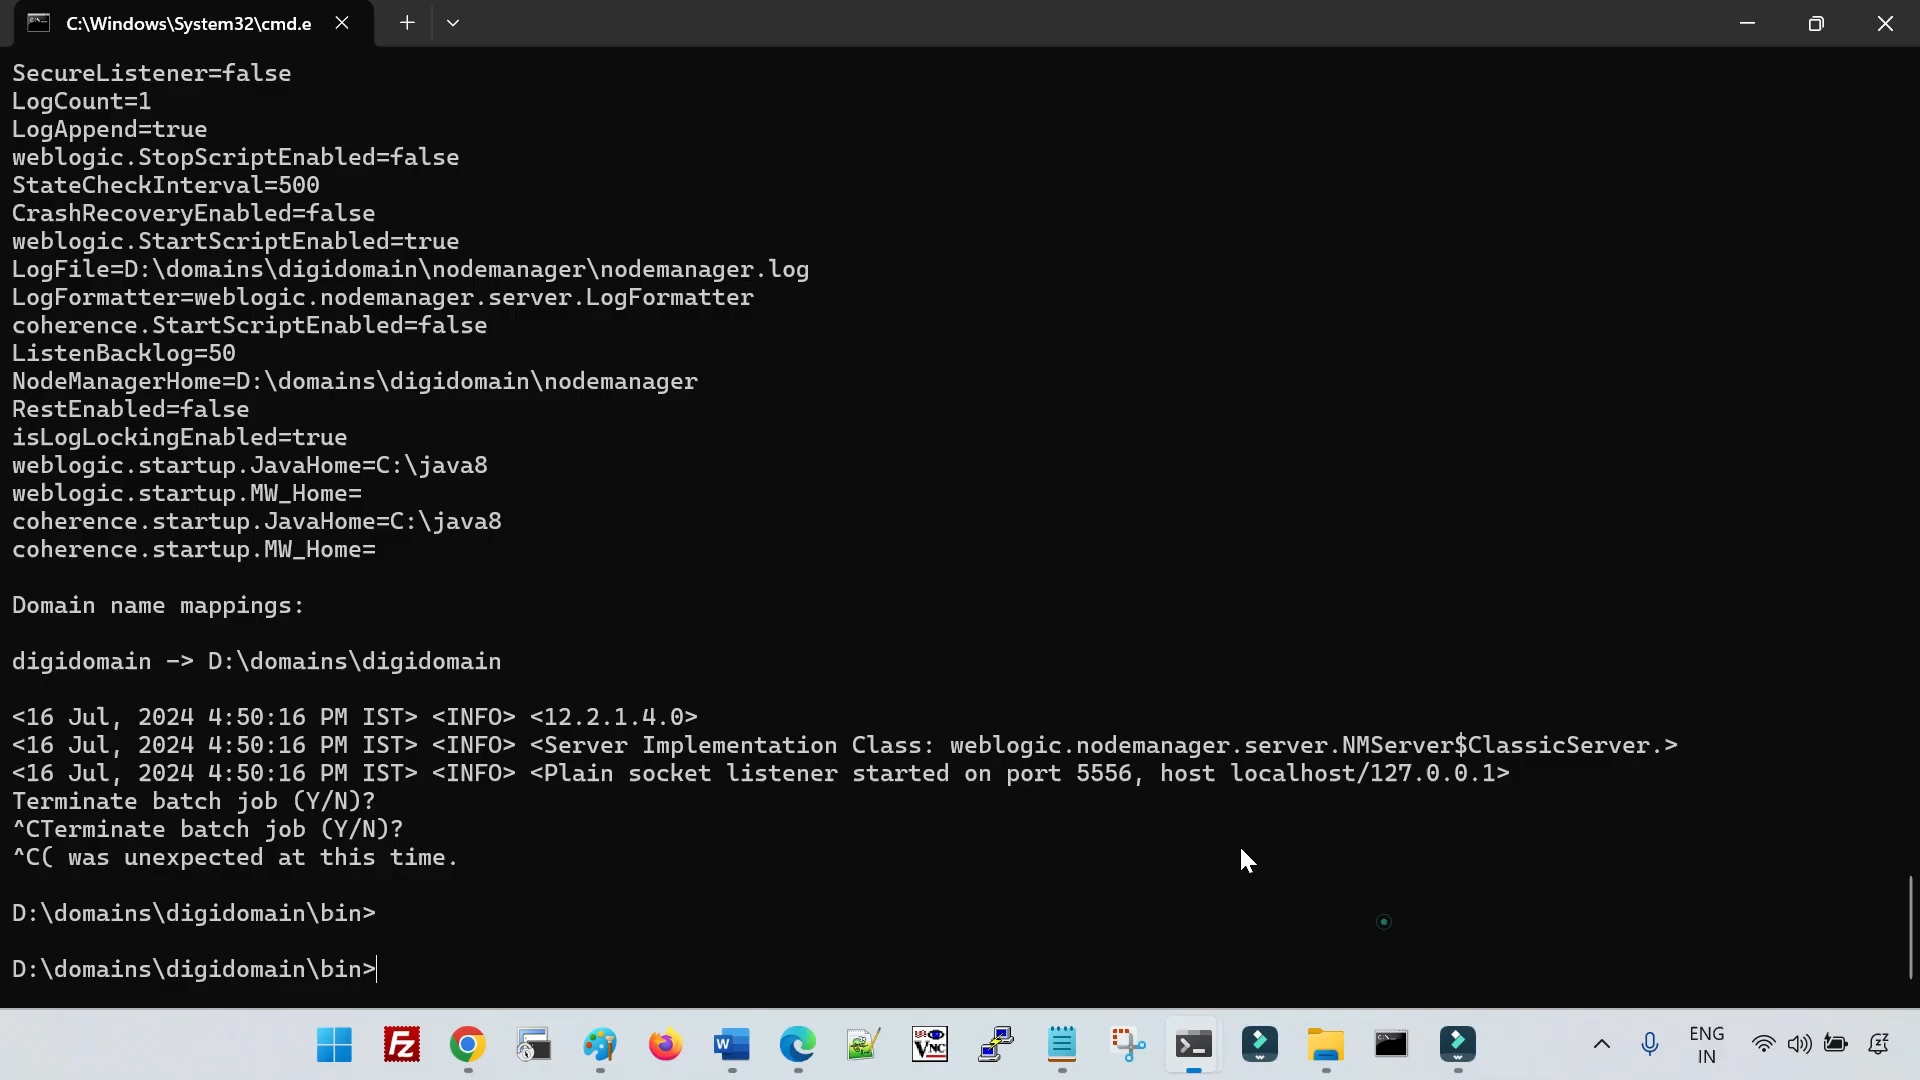 C:\Windows\System32\cmd.e
SecureListener=false
LogCount=1
LogAppend=true
weblogic.StopScriptEnabled=false
StateCheckInterval=500
CrashRecoveryEnabled=false
weblogic.StartScriptEnabled=true
LogFile=D:\domains\digidomain\nodemanager\nodemanager.log
LogFormatter=weblogic.nodemanager.server.LogFormatter
coherence.StartScriptEnabled=false
ListenBacklog=50
NodeManagerHome=D:\domains\digidomain\nodemanager
RestEnabled=false
isLogLockingEnabled=true
weblogic.startup.JavaHome=C:\java8
weblogic.startup.MW_Home=
coherence.startup.JavaHome=C:\java8
coherence.startup.MW_Home=
Domain name mappings:
digidomain -> D:\domains\digidomain
<16 Jul, 2024 4:50:16 PM IST> <INFO> <12.2.1.4.0>
<16 Jul, 2024 4:50:16 PM IST> <INFO> <Server Implementation Class: weblogic.nodemanager.server.NMServer$ClassicServer.>
<16 Jul, 2024 4:50:16 PM IST> <INFO> <Plain socket listener started on port 5556, host localhost/127.0.0.1>
Terminate batch job (Y/N)?
^CTerminate batch job (Y/N)?
^C( was unexpected at this time.
D:\domains\digidomain\bin>
D:\domains\digidomain\bin>
FZ
W
VNC
ENG
IN